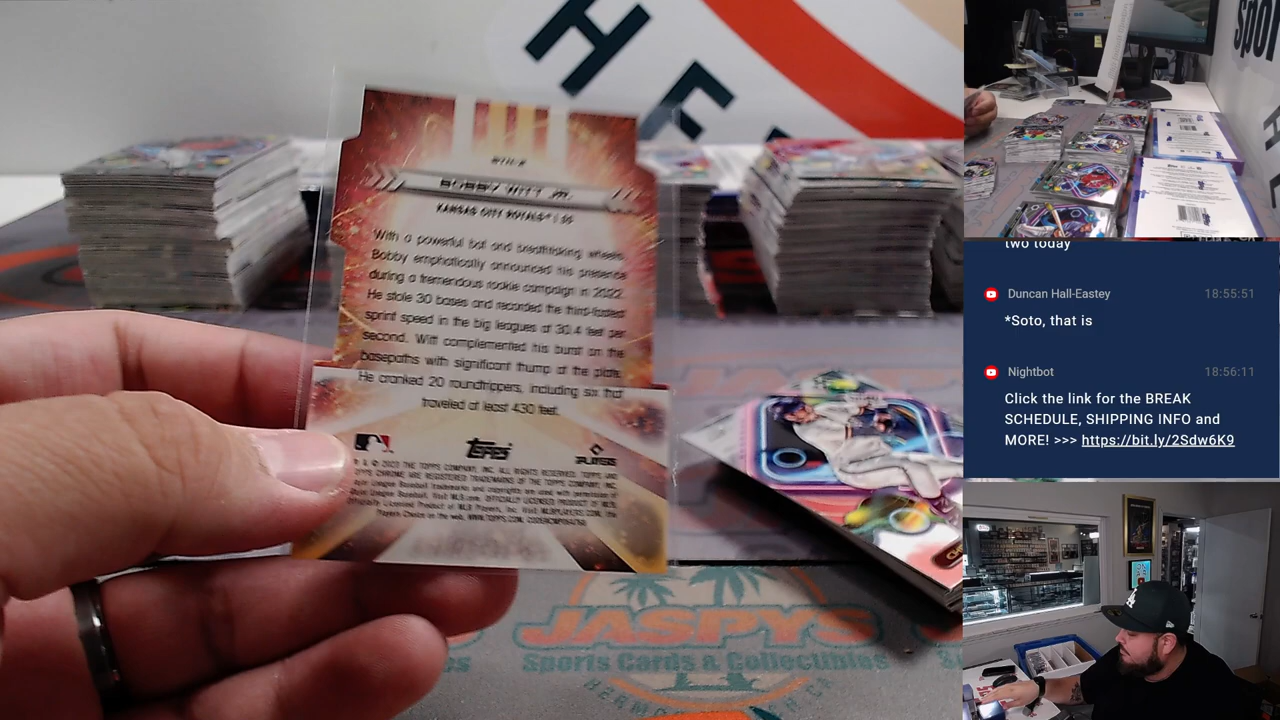 BOBBY WITT JR.
KANSAS CITY ROYALS® | SS
With a powerful bat and breathtaking wheels,
Bobby emphatically announced his presence
during a tremendous rookie campaign in 2022.
He stole 30 bases and recorded the third-fastest
sprint speed in the big leagues at 30.4 feet per
second. Witt complemented his burst on the
basepaths with significant thump at the plate.
He cranked 20 roundtrippers, including six that
traveled at least 430 feet.
topps
PLAYERS
JASPYS
Sports Cards & Collectibles
two today
Duncan Hall-Eastey 18:55:51
*Soto, that is
Nightbot 18:56:11
Click the link for the BREAK
SCHEDULE, SHIPPING INFO and
MORE! >>> https://bit.ly/2Sdw6K9